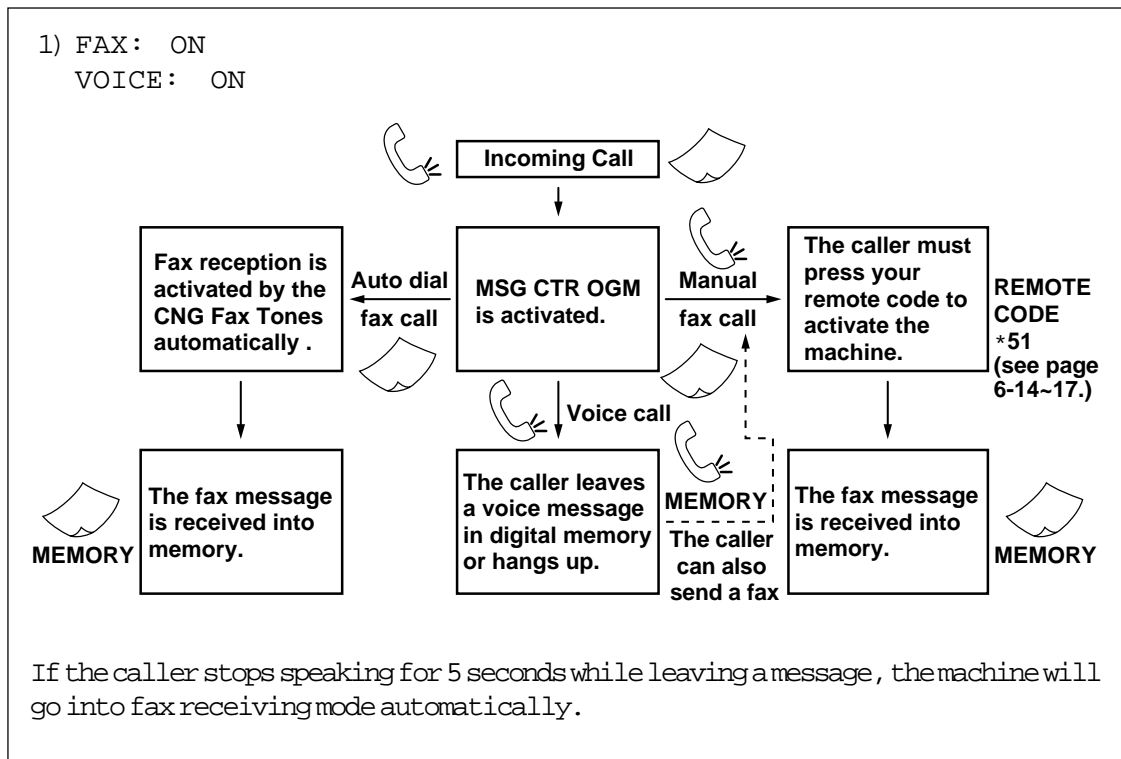 1) FAX: ON
VOICE: ON
Incoming Call
Fax reception is
activated by the
CNG Fax Tones
automatically .
Auto dial
fax call
MSG CTR OGM
is activated.
Manual
fax call
The caller must
press your
remote code to
activate the
machine.
REMOTE
CODE
*51
(see page
6-14~17.)
Voice call
MEMORY
The fax message
is received into
memory.
The caller leaves
a voice message
in digital memory
or hangs up.
MEMORY
The caller
can also
send a fax
The fax message
is received into
memory.
MEMORY
If the caller stops speaking for 5 seconds while leaving a message, the machine will
go into fax receiving mode automatically.